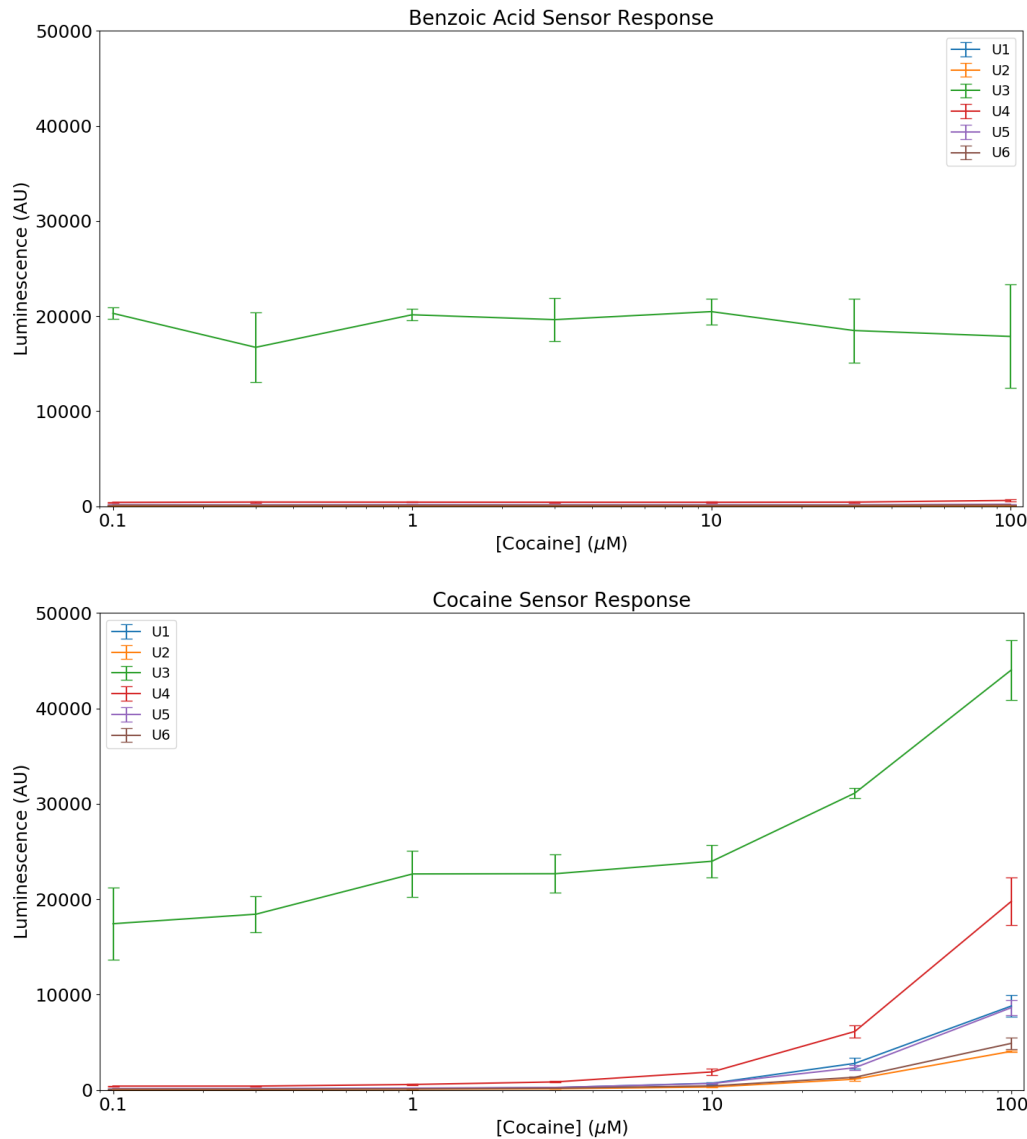 Benzoic Acid Sensor Response
50000
40000
30000
20000
10000
0
Luminescence (AU)
U1
U2
U3
U4
U5
U6
0.1
1
10
100
[Cocaine] (μM)
Cocaine Sensor Response
50000
40000
30000
20000
10000
0
Luminescence (AU)
U1
U2
U3
U4
U5
U6
0.1
1
10
100
[Cocaine] (μM)